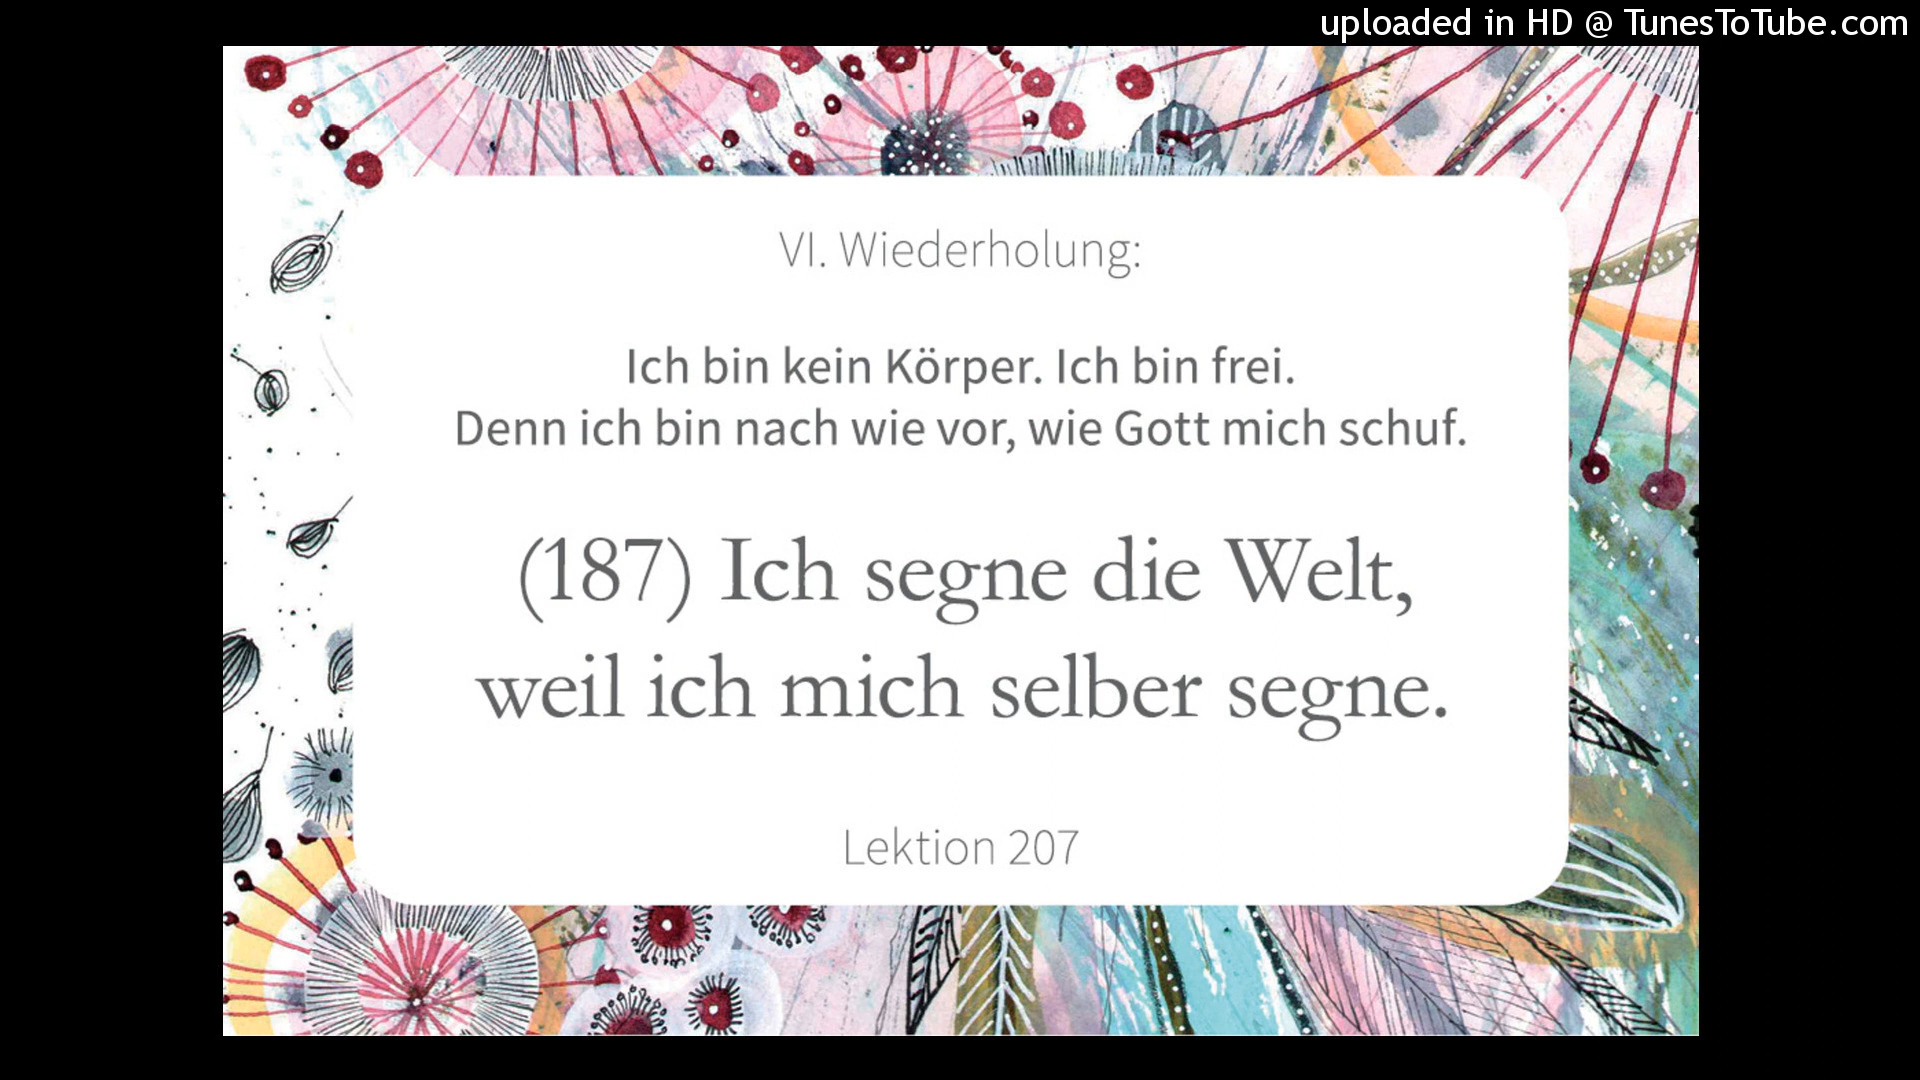 uploaded in HD @ TunesToTube.com
VI. Wiederholung:
Ich bin kein Körper. Ich bin frei.
Denn ich bin nach wie vor, wie Gott mich schuf.
(187) Ich segne die Welt,
weil ich mich selber segne.
Lektion 207